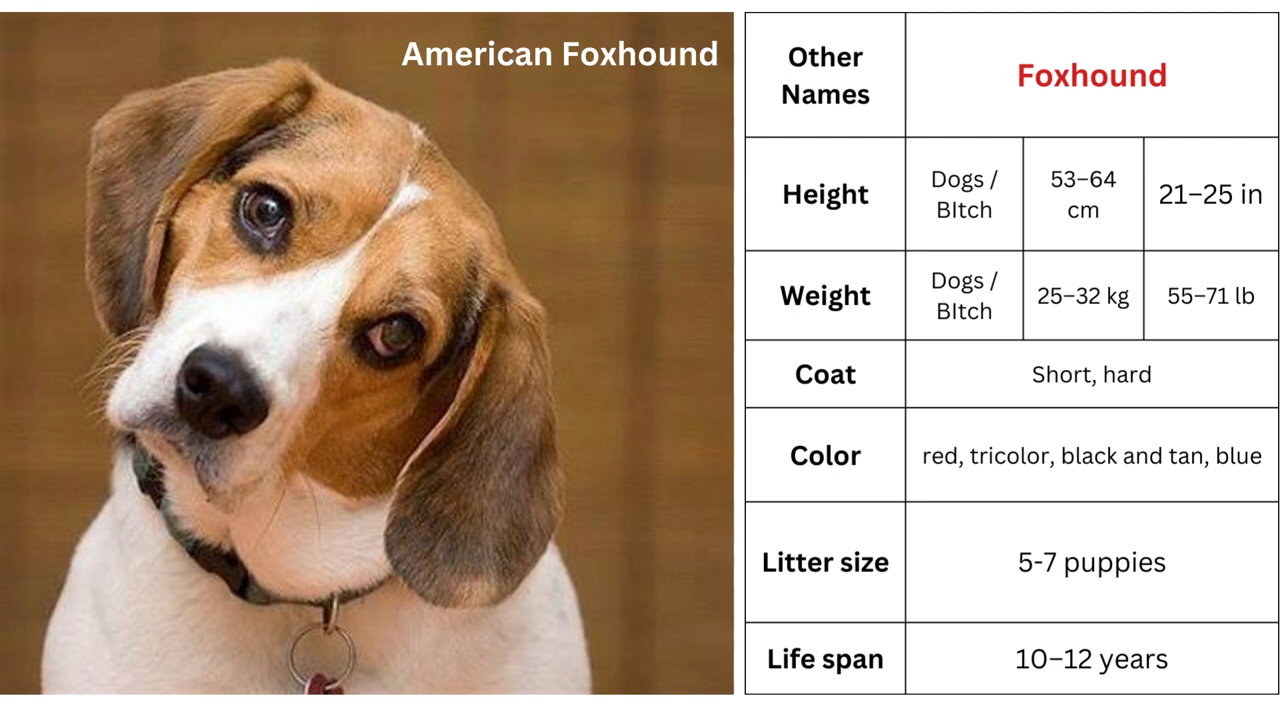 American Foxhound
Other
Names
Foxhound
Height
Dogs /
BItch
53–64
cm
21–25 in
Weight
Dogs /
BItch
25–32 kg
55–71 lb
Coat
Short, hard
Color
red, tricolor, black and tan, blue
Litter size
5-7 puppies
Life span
10–12 years